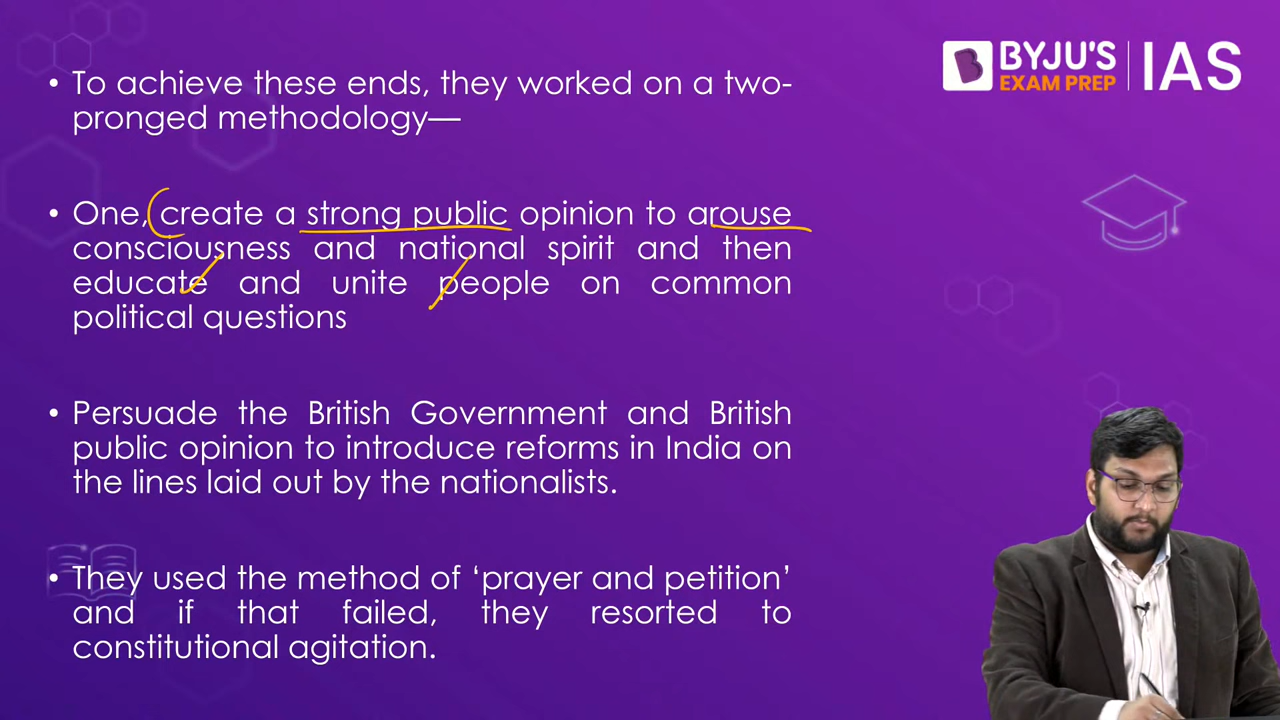 • To achieve these ends, they worked on a two-
pronged methodology—
• One, create a strong public opinion to arouse
consciousness and national spirit and then
educate and unite people on common
political questions
• Persuade the British Government and British
public opinion to introduce reforms in India on
the lines laid out by the nationalists.
• They used the method of ‘prayer and petition’
and if that failed, they resorted to
constitutional agitation.
BYJU'S
EXAM PREP
IAS